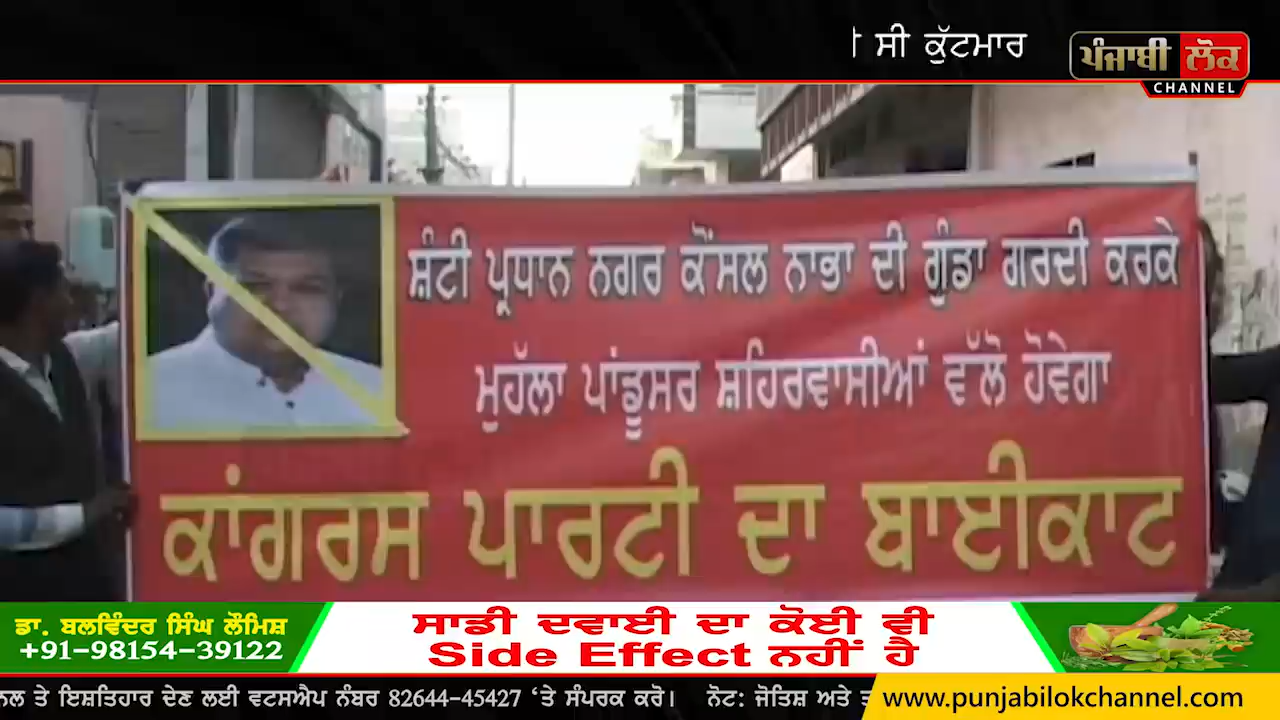 ਸੀ ਕੁੱਟਮਾਰ
ਪੰਜਾਬੀ ਲੋਕ
CHANNEL
ਸ਼ੰਟੀ ਪ੍ਰਧਾਨ ਨਗਰ ਕੌਂਸਲ ਨਾਭਾ ਦੀ ਗੁੰਡਾ ਗਰਦੀ ਕਰਕੇ
ਮੁਹੱਲਾ ਪਾਂਡੂਸਰ ਸ਼ਹਿਰਵਾਸੀਆਂ ਵੱਲੋ ਹੋਵੇਗਾ
ਕਾਂਗਰਸ ਪਾਰਟੀ ਦਾ ਬਾਈਕਾਟ
ਡਾ. ਬਲਵਿੰਦਰ ਸਿੰਘ ਲੌਮਿਸ਼
+91-98154-39122
ਸਾਡੀ ਦਵਾਈ ਦਾ ਕੋਈ ਵੀ
Side Effect ਨਹੀਂ ਹੈ
ਤੇ ਇਸ਼ਤਿਹਾਰ ਦੇਣ ਲਈ ਵਟਸਐਪ ਨੰਬਰ 82644-45427 ‘ਤੇ ਸੰਪਰਕ ਕਰੋ। ਨੋਟ: ਜੋਤਿਸ਼ ਅਤੇ
www.punjabilokchannel.com